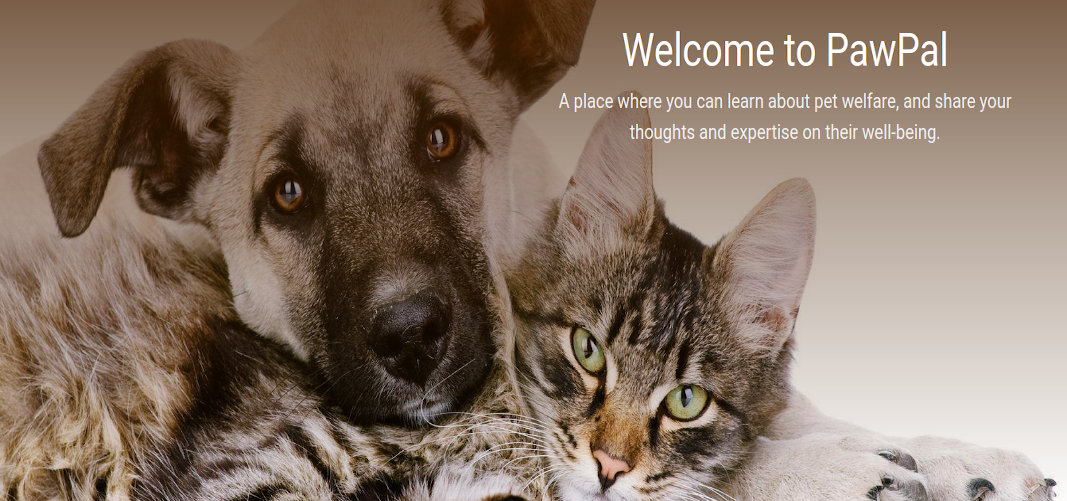 Welcome to PawPal
A place where you can learn about pet welfare, and share your
thoughts and expertise on their well-being.